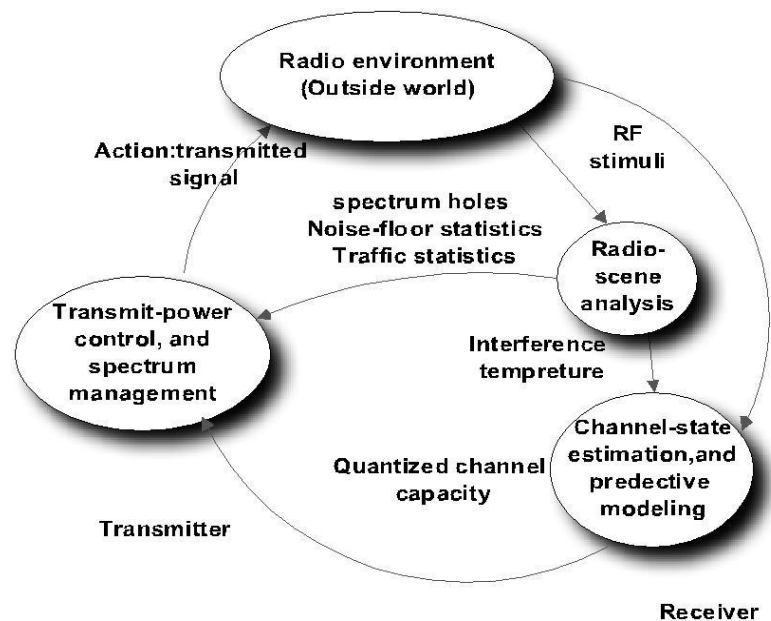 Radio environment
(Outside world)
RF
stimuli
Action:transmitted
signal
spectrum holes
Noise-floor statistics
Traffic statistics
Radio-
scene
analysis
Transmit-power
control, and
spectrum
management
Interference
tempreture
Channel-state
estimation,and
predective
modeling
Quantized channel
capacity
Transmitter
Receiver